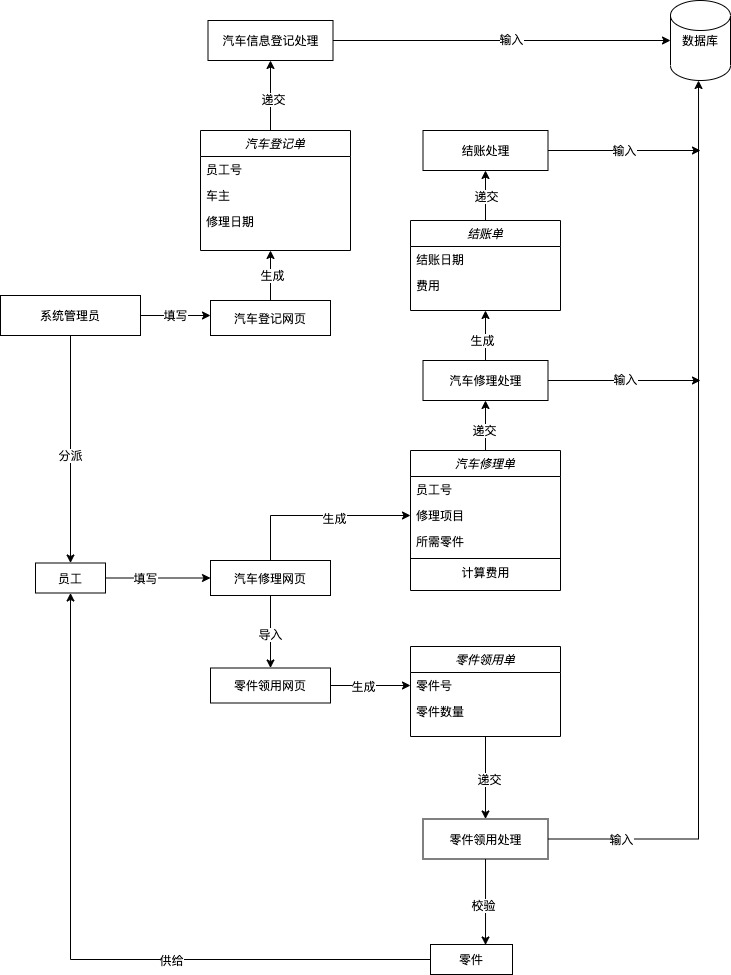 汽车信息登记处理
输入
数据库
递交
汽车登记单
员工号
车主
修理日期
结账处理
输入
递交
结账单
结账日期
费用
生成
系统管理员
填写
汽车登记网页
生成
汽车修理处理
输入
递交
分派
汽车修理单
员工号
修理项目
所需零件
计算费用
生成
员工
填写
汽车修理网页
导入
零件领用网页
生成
零件领用单
零件号
零件数量
递交
零件领用处理
输入
校验
供给
零件